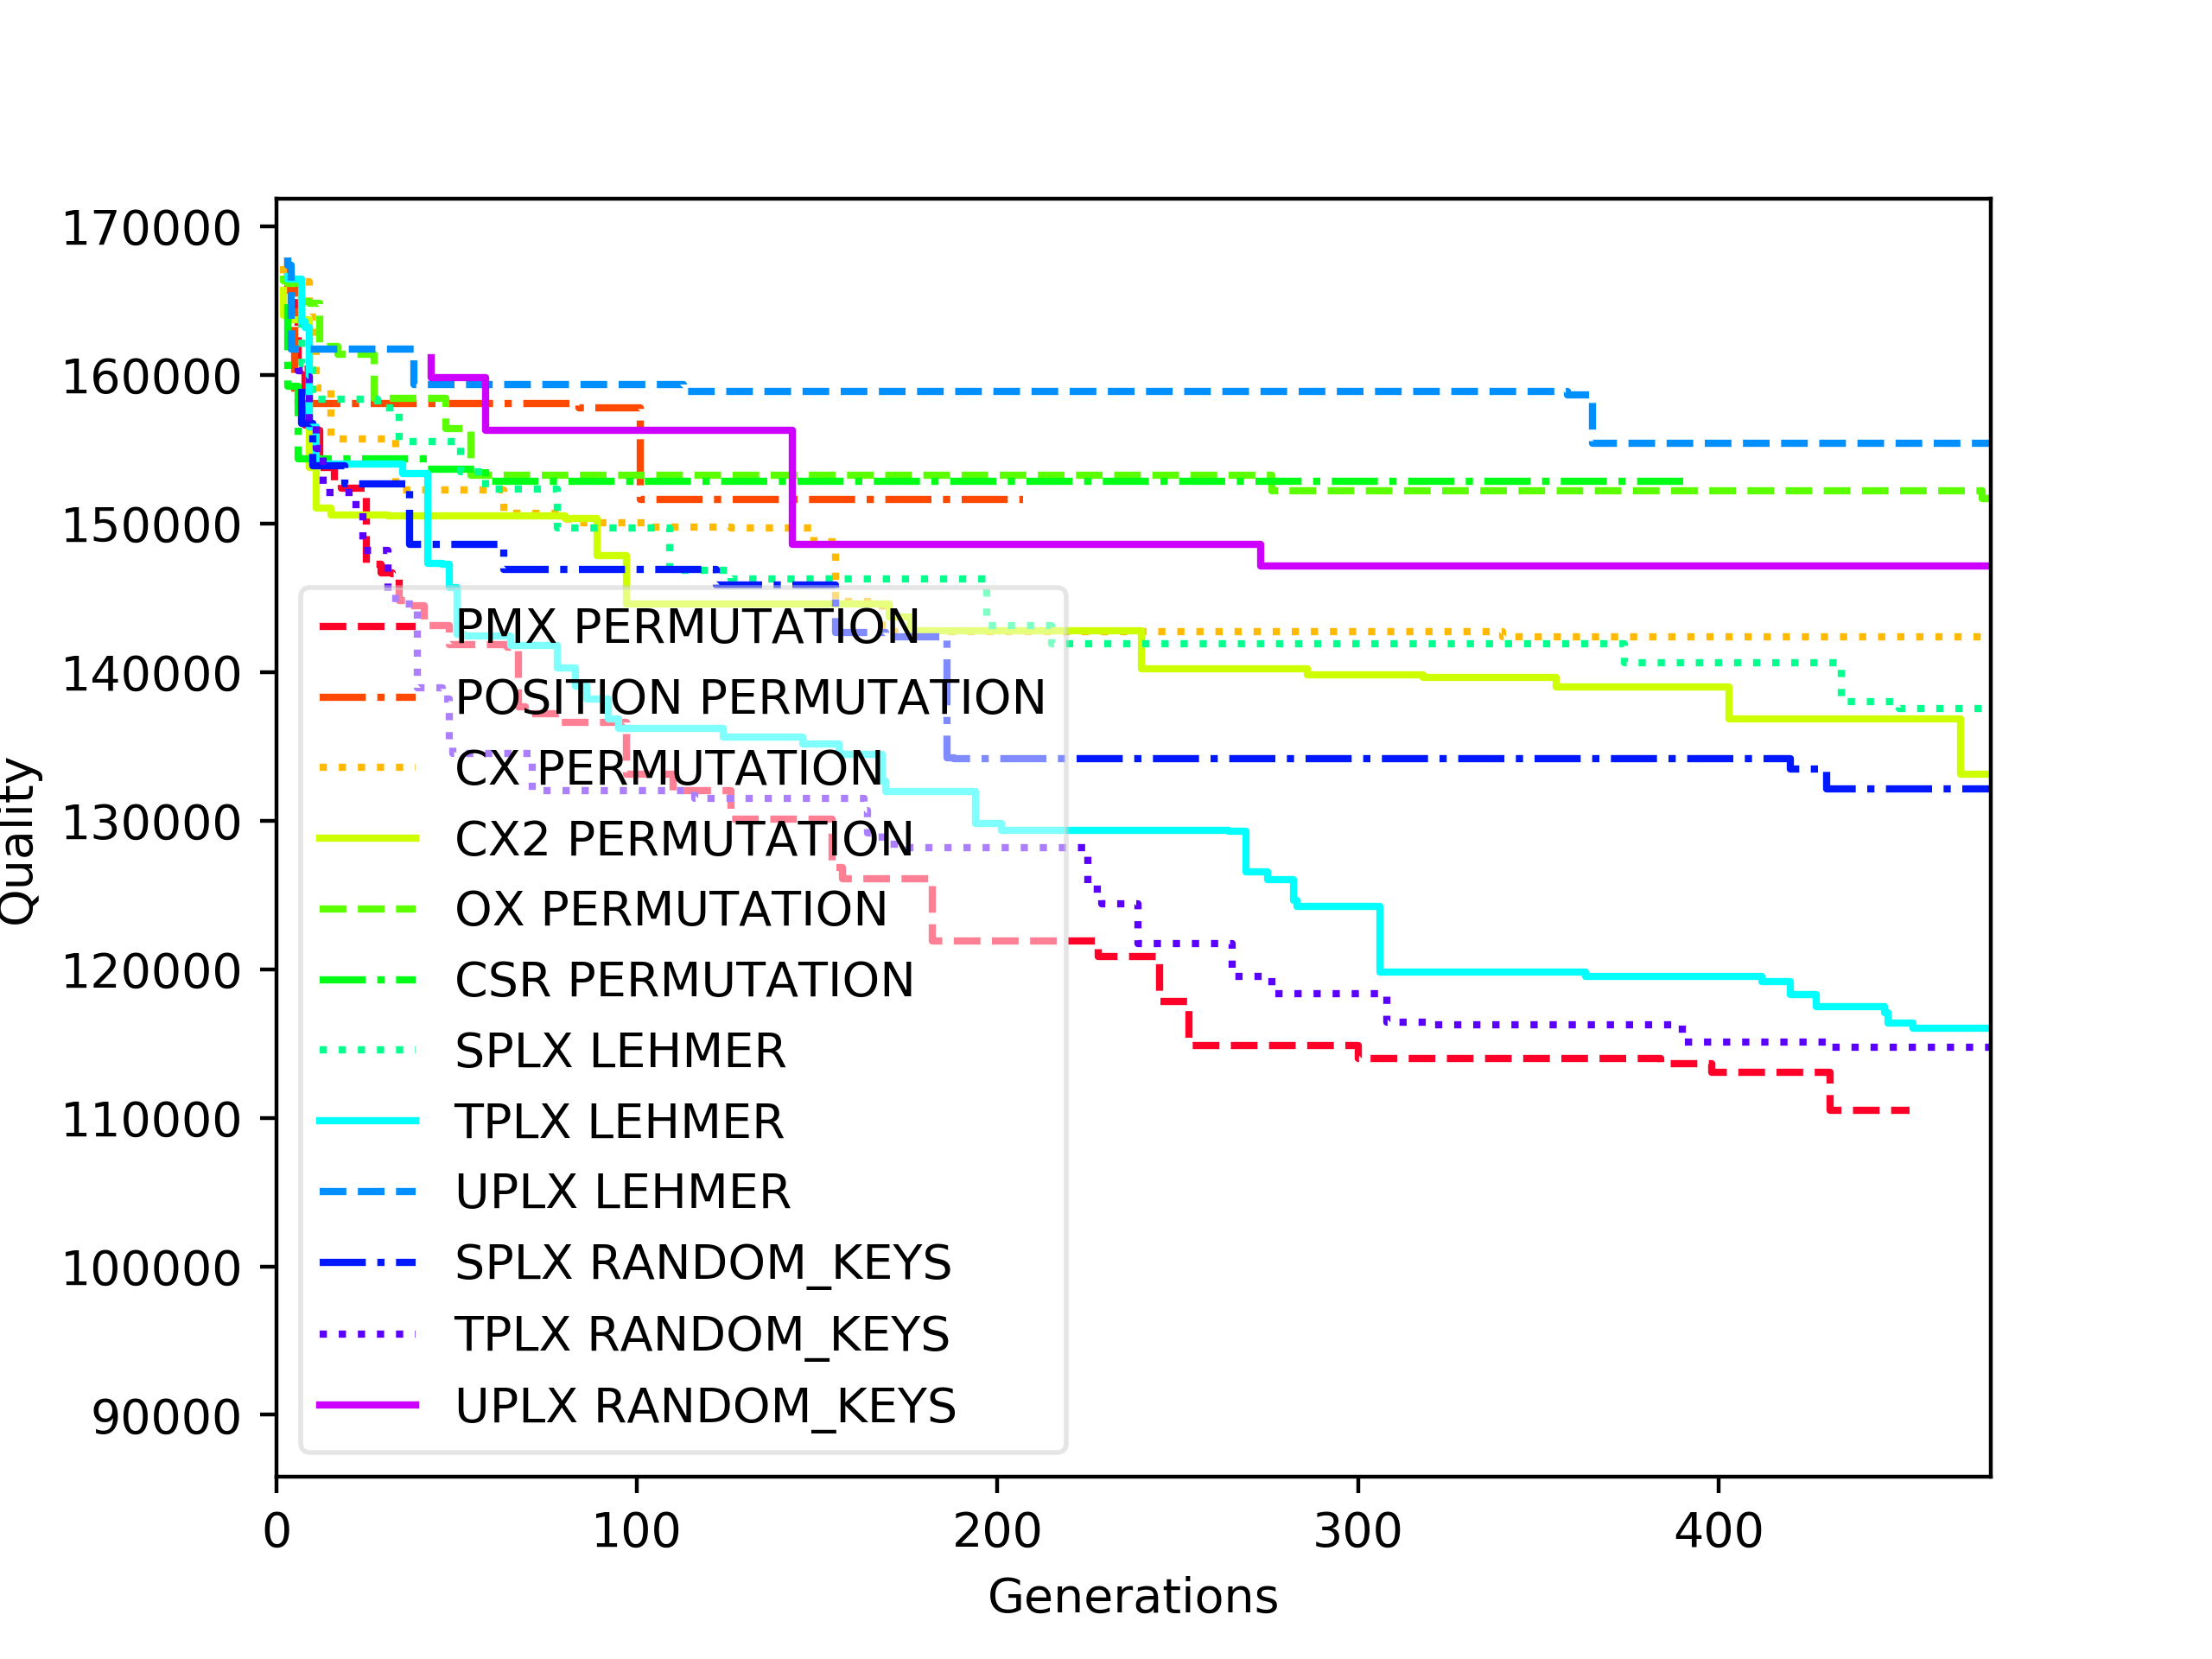 170000
160000
150000
140000
130000
120000
110000
100000
90000
Quality
PMX PERMUTATION
POSITION PERMUTATION
CX PERMUTATION
CX2 PERMUTATION
OX PERMUTATION
CSR PERMUTATION
SPLX LEHMER
TPLX LEHMER
UPLX LEHMER
SPLX RANDOM_KEYS
TPLX RANDOM_KEYS
UPLX RANDOM_KEYS
0 100 200 300 400
Generations